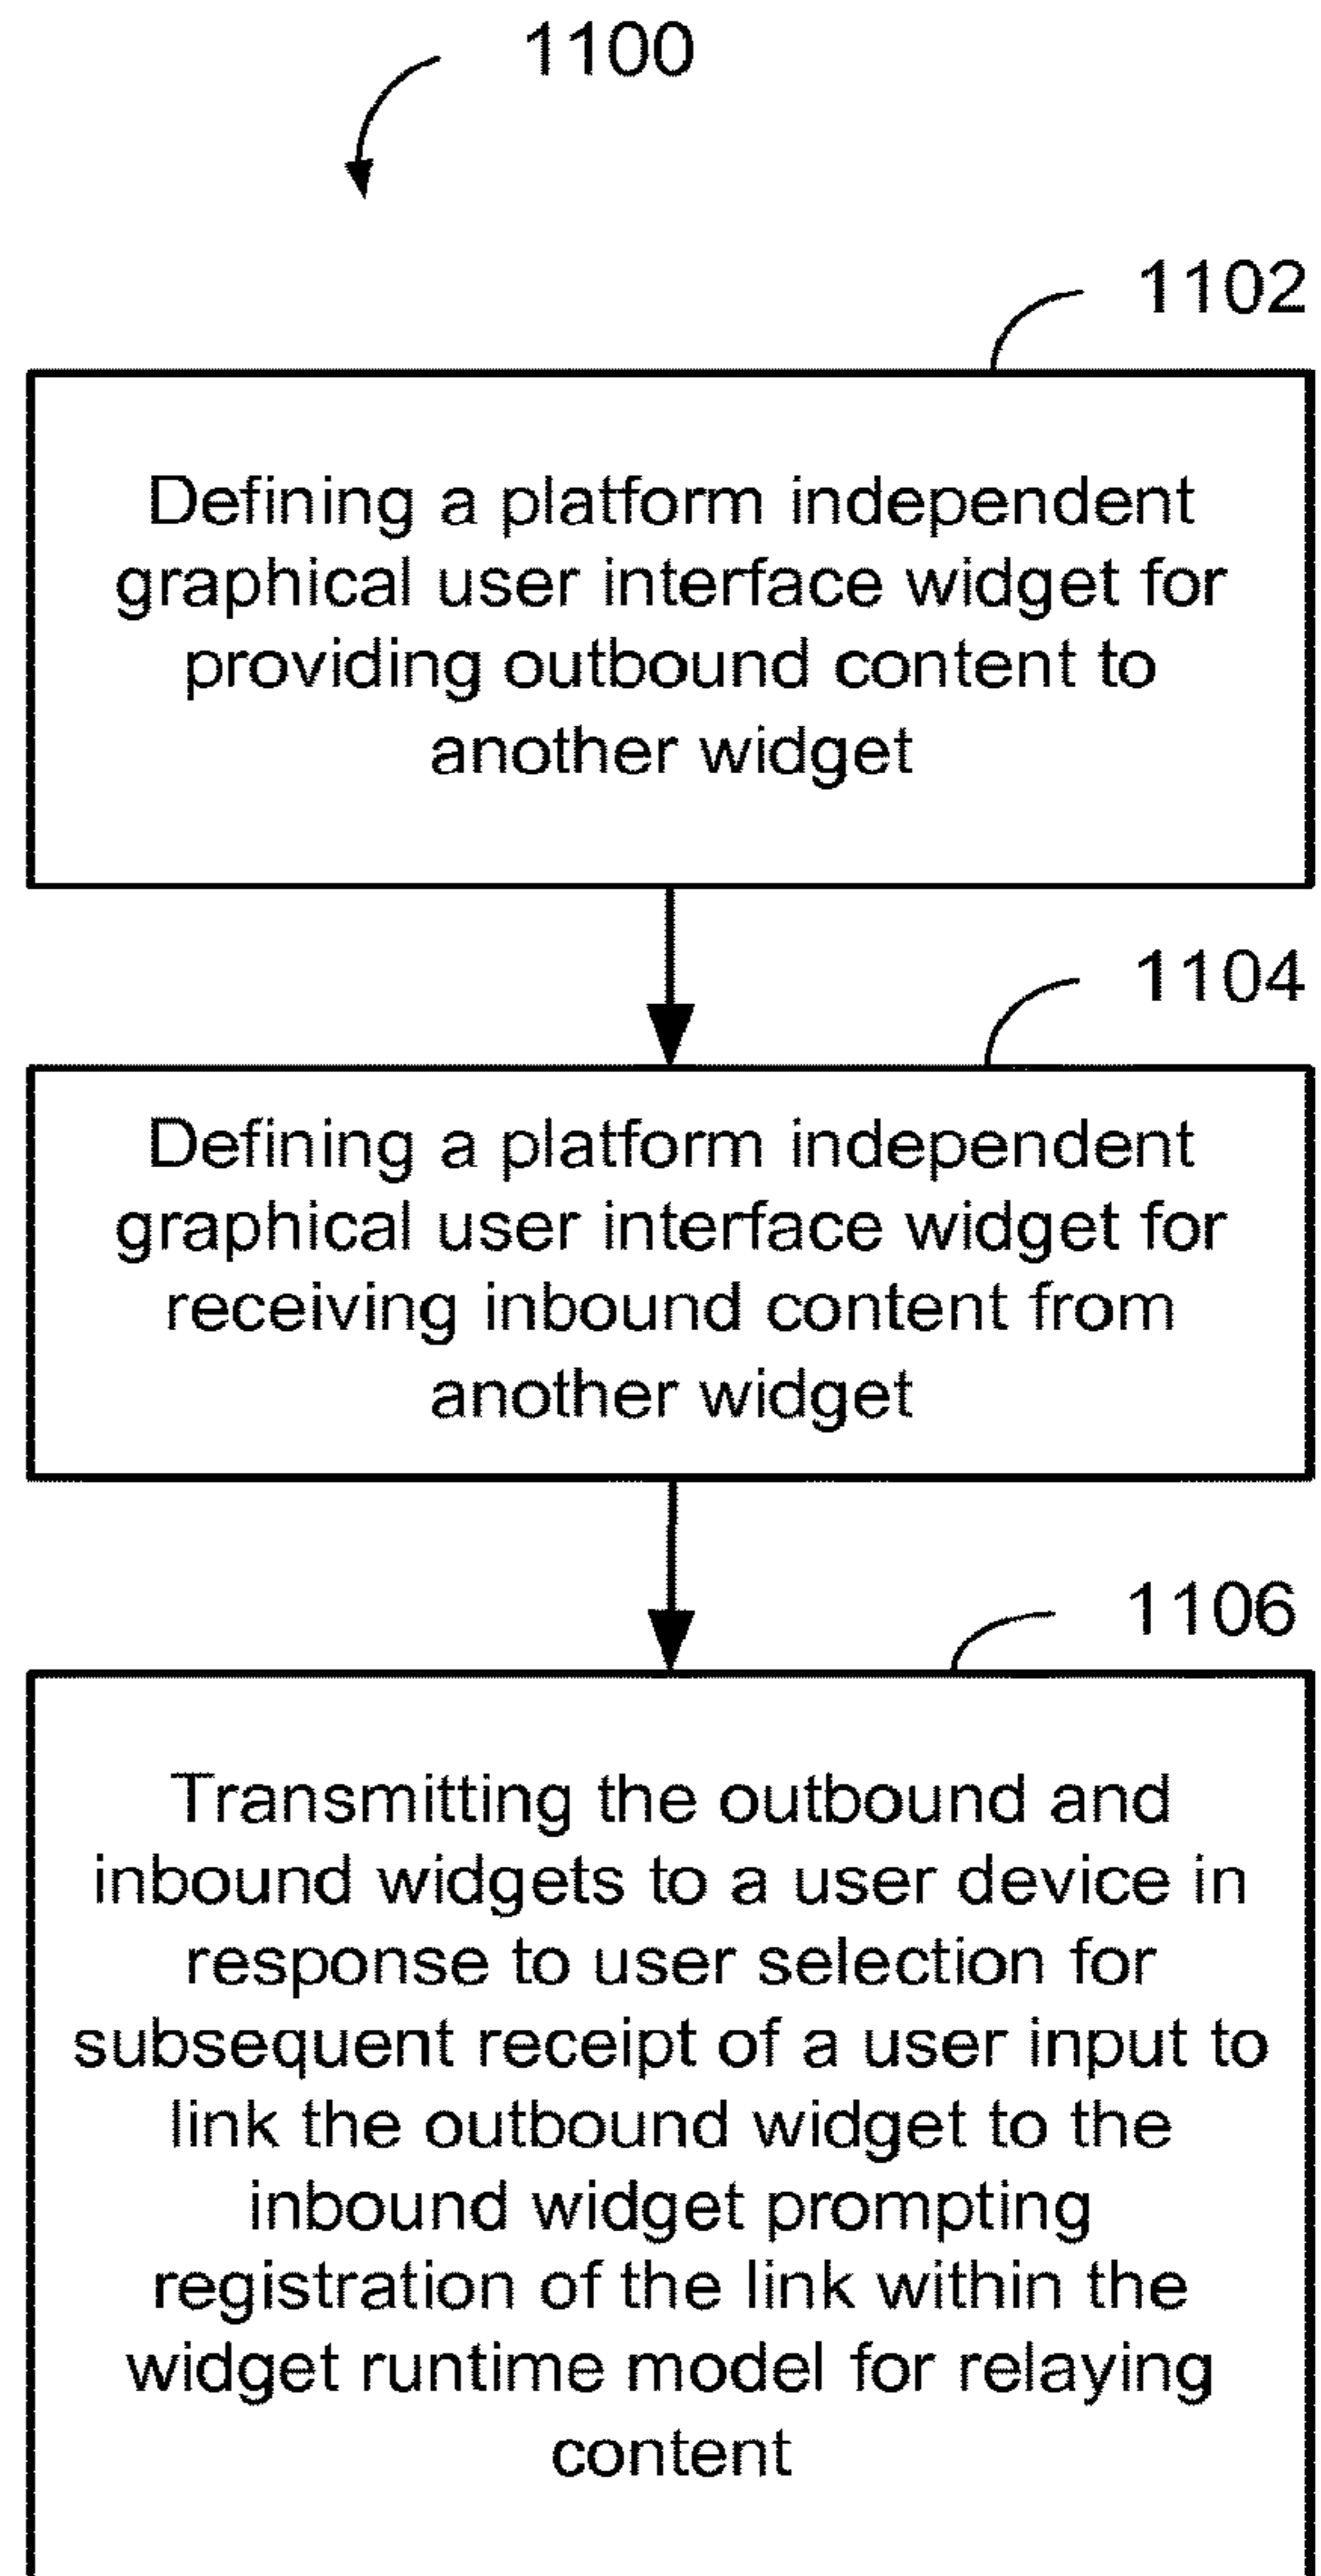 1100
1102
Defining a platform independent
graphical user interface widget for
providing outbound content to
another widget
1104
Defining a platform independent
graphical user interface widget for
receiving inbound content from
another widget
1106
Transmitting the outbound and
inbound widgets to a user device in
response to user selection for
subsequent receipt of a user input to
link the outbound widget to the
inbound widget prompting
registration of the link within the
widget runtime model for relaying
content